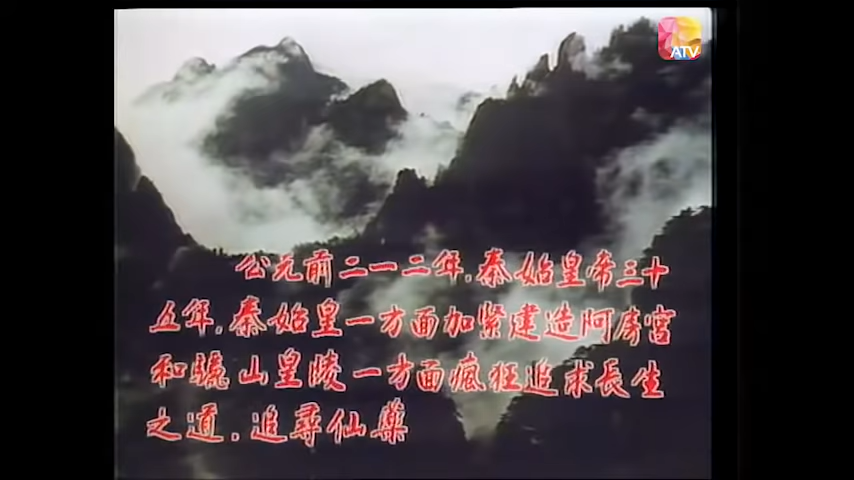 ATV
公元前二一二年,秦始皇帝三十
五年,秦始皇一方面加紧建造阿房宮
和驪山皇陵一方面瘋狂追求長生
之道,追尋仙藥